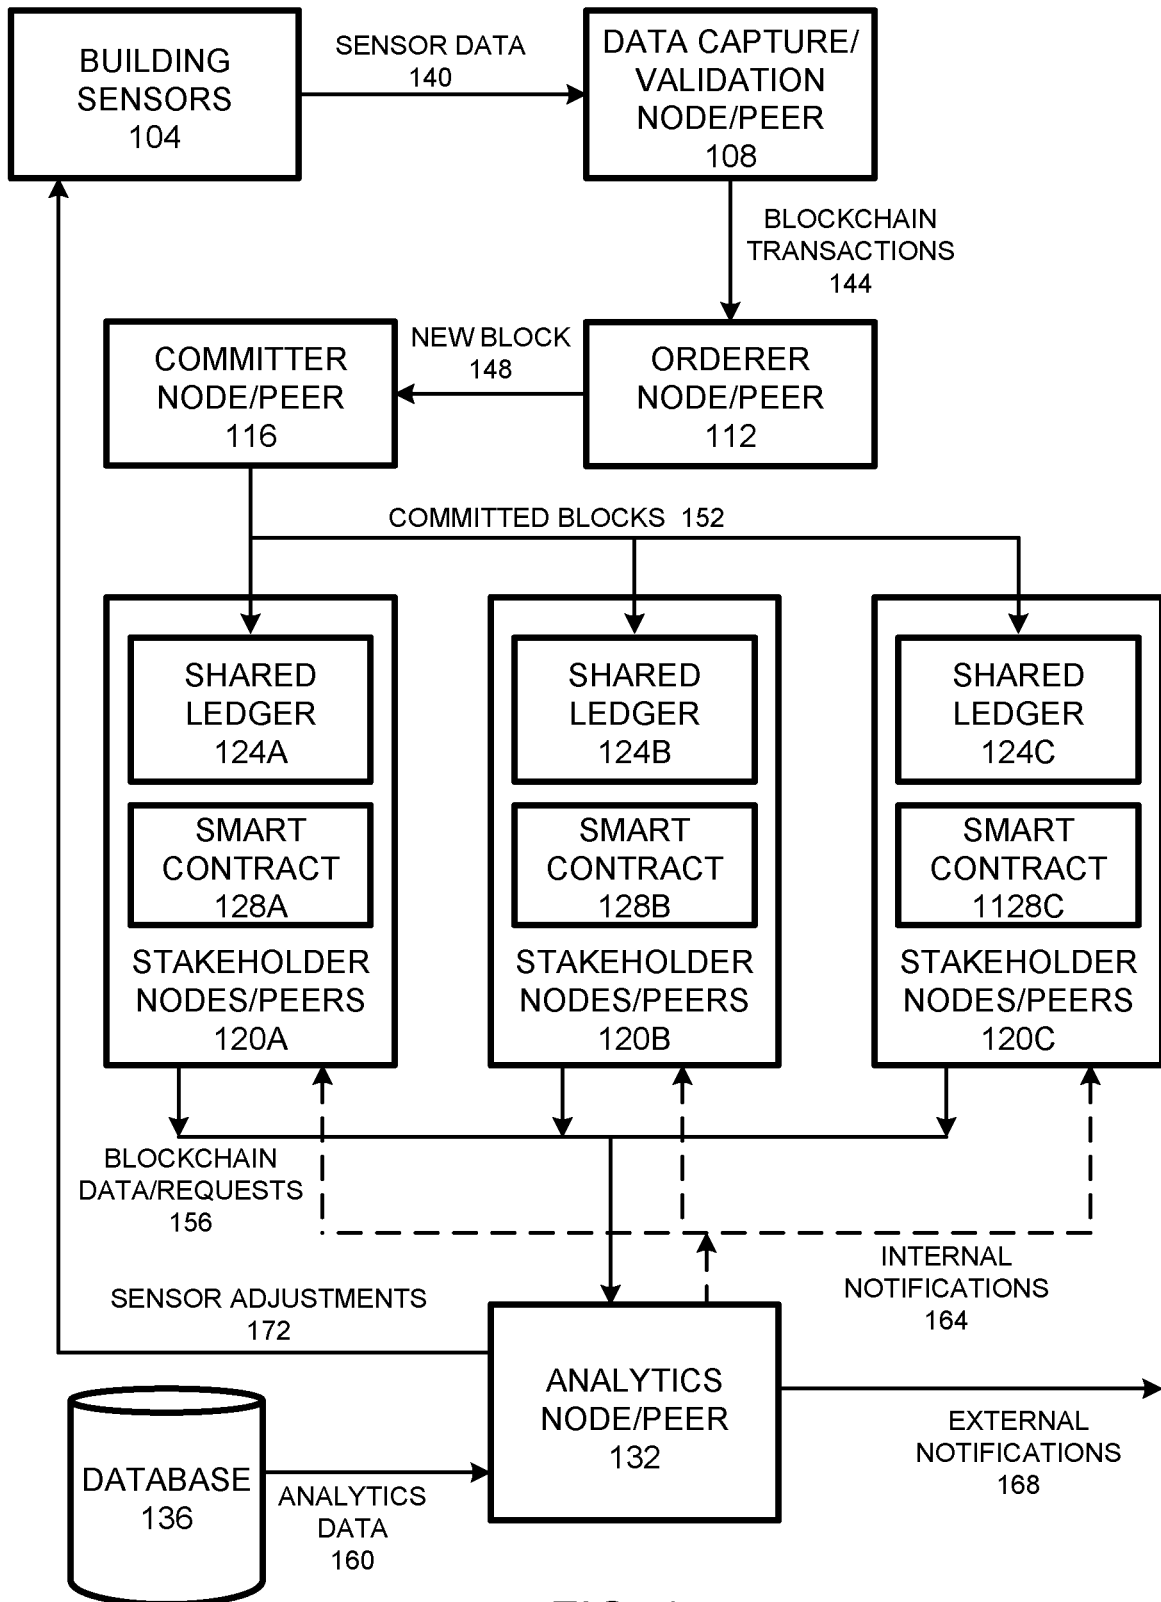 BUILDING
SENSORS
104
SENSOR DATA
140
DATA CAPTURE/
VALIDATION
NODE/PEER
108
BLOCKCHAIN
TRANSACTIONS
144
COMMITTER
NODE/PEER
116
NEW BLOCK
148
ORDERER
NODE/PEER
112
COMMITTED BLOCKS 152
SHARED
LEDGER
124A
SMART
CONTRACT
128A
STAKEHOLDER
NODES/PEERS
120A
SHARED
LEDGER
124B
SMART
CONTRACT
128B
STAKEHOLDER
NODES/PEERS
120B
SHARED
LEDGER
124C
SMART
CONTRACT
1128C
STAKEHOLDER
NODES/PEERS
120C
BLOCKCHAIN
DATA/REQUESTS
156
INTERNAL
NOTIFICATIONS
164
SENSOR ADJUSTMENTS
172
ANALYTICS
NODE/PEER
132
EXTERNAL
NOTIFICATIONS
168
DATABASE
136
ANALYTICS
DATA
160